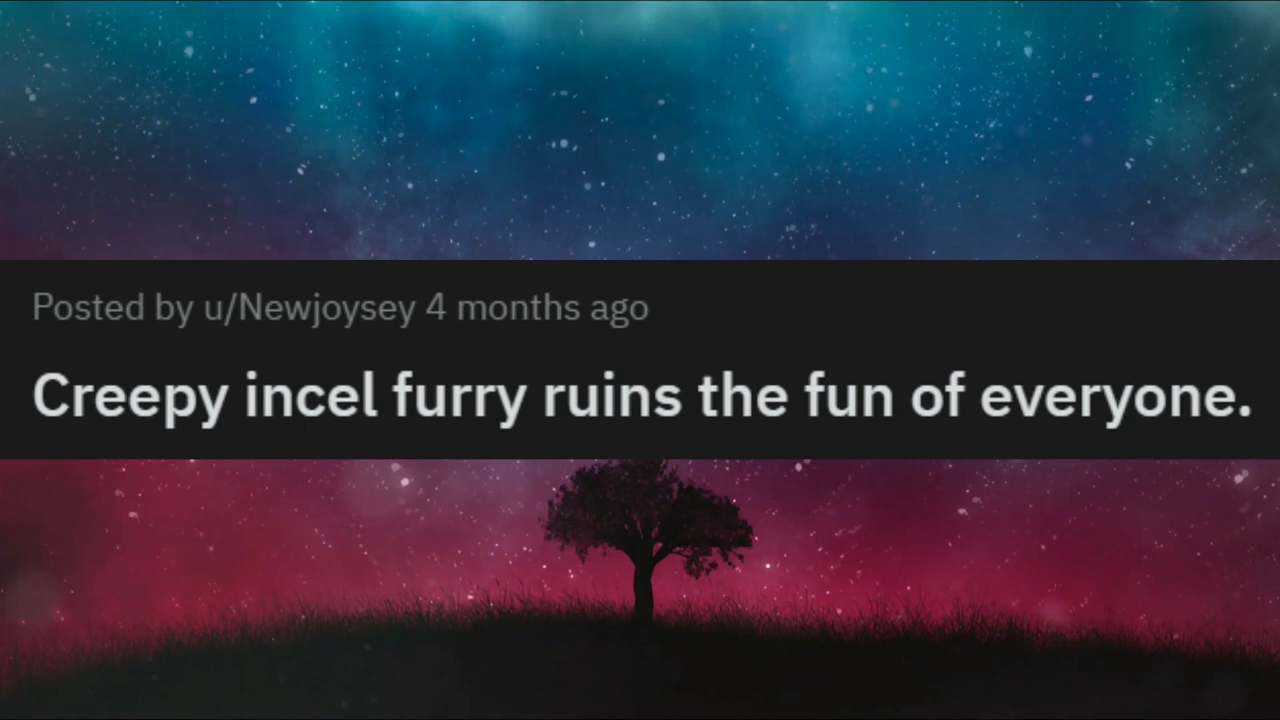 Posted by u/Newjoysey 4 months ago
Creepy incel furry ruins the fun of everyone.